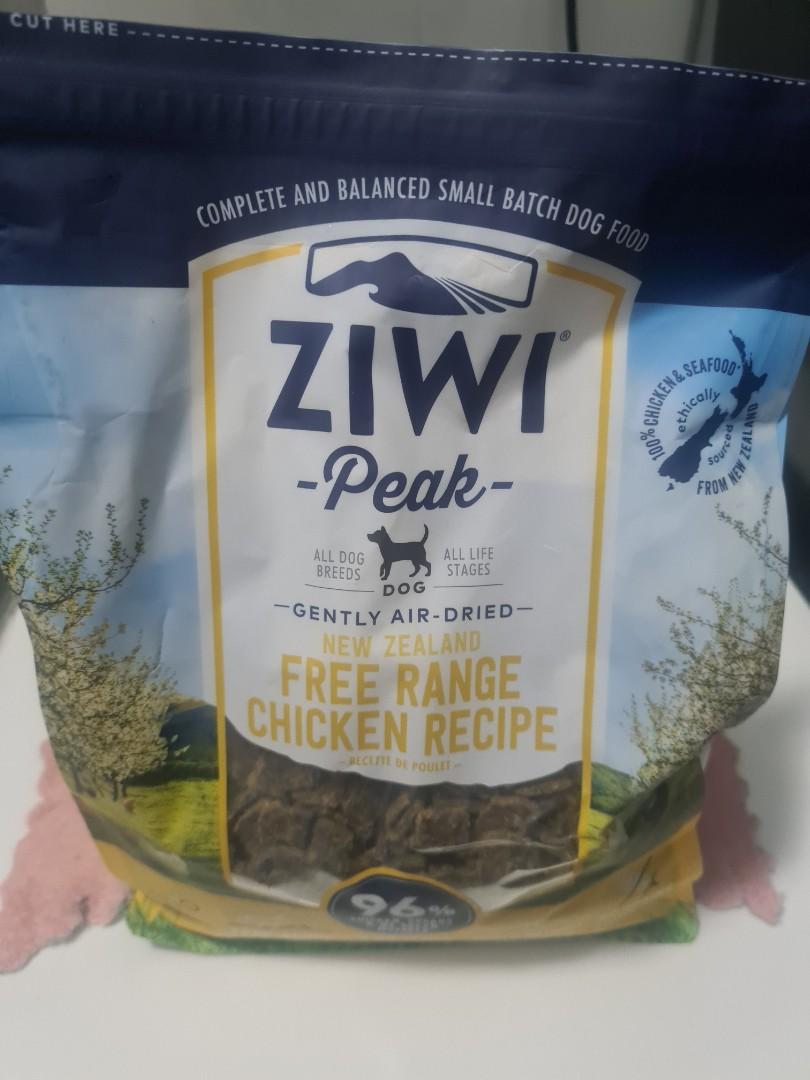 CUT HERE
COMPLETE AND BALANCED SMALL BATCH DOG FOOD
ZIWI®
-Peak-
ALL DOG BREEDS
ALL LIFE STAGES
DOG
GENTLY AIR-DRIED
NEW ZEALAND
FREE RANGE
CHICKEN RECIPE
- RECETTE DE POULET -
100% CHICKEN & SEAFOOD
ethically sourced
FROM NEW ZEALAND
96%